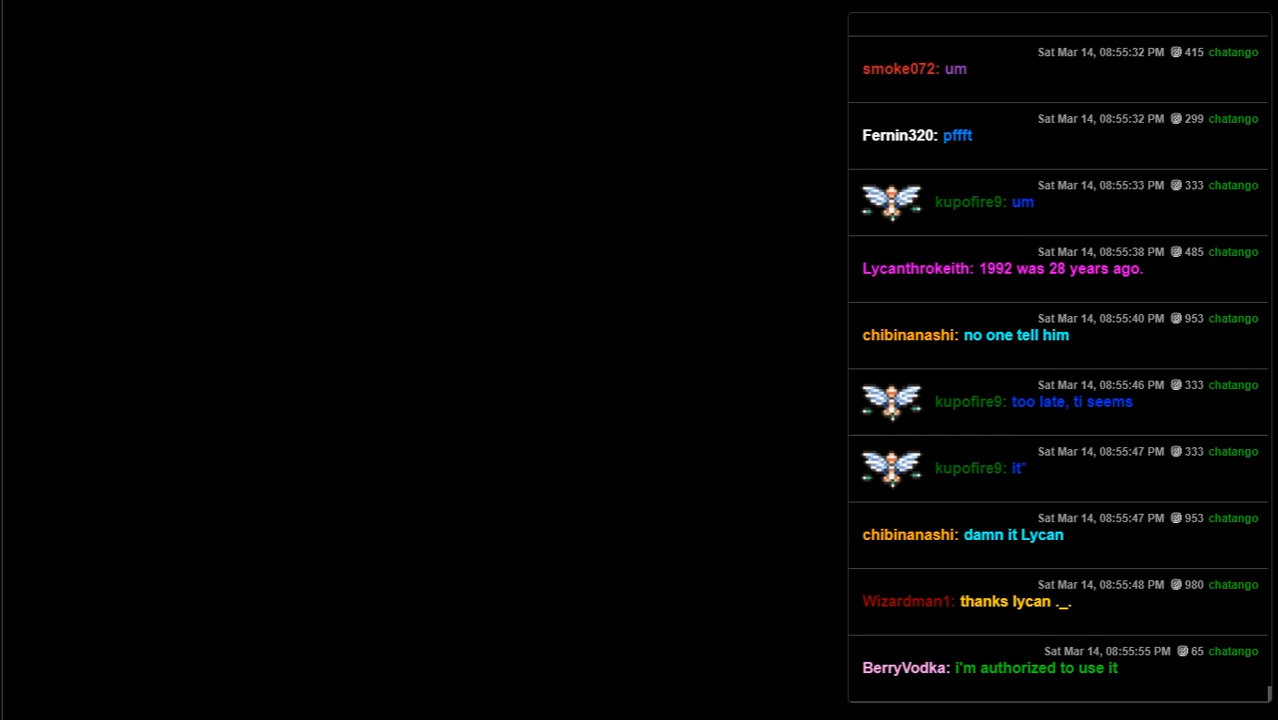 Sat Mar 14, 08:55:32 PM 415 chatango
smoke072: um
Sat Mar 14, 08:55:32 PM 299 chatango
Fernin320: pffft
Sat Mar 14, 08:55:33 PM 333 chatango
kupofire9: um
Sat Mar 14, 08:55:38 PM 485 chatango
Lycanthrokeith: 1992 was 28 years ago.
Sat Mar 14, 08:55:40 PM 953 chatango
chibinanashi: no one tell him
Sat Mar 14, 08:55:46 PM 333 chatango
kupofire9: too late, ti seems
Sat Mar 14, 08:55:47 PM 333 chatango
kupofire9: it*
Sat Mar 14, 08:55:47 PM 953 chatango
chibinanashi: damn it Lycan
Sat Mar 14, 08:55:48 PM 980 chatango
Wizardman1: thanks lycan ._.
Sat Mar 14, 08:55:55 PM 65 chatango
BerryVodka: i'm authorized to use it